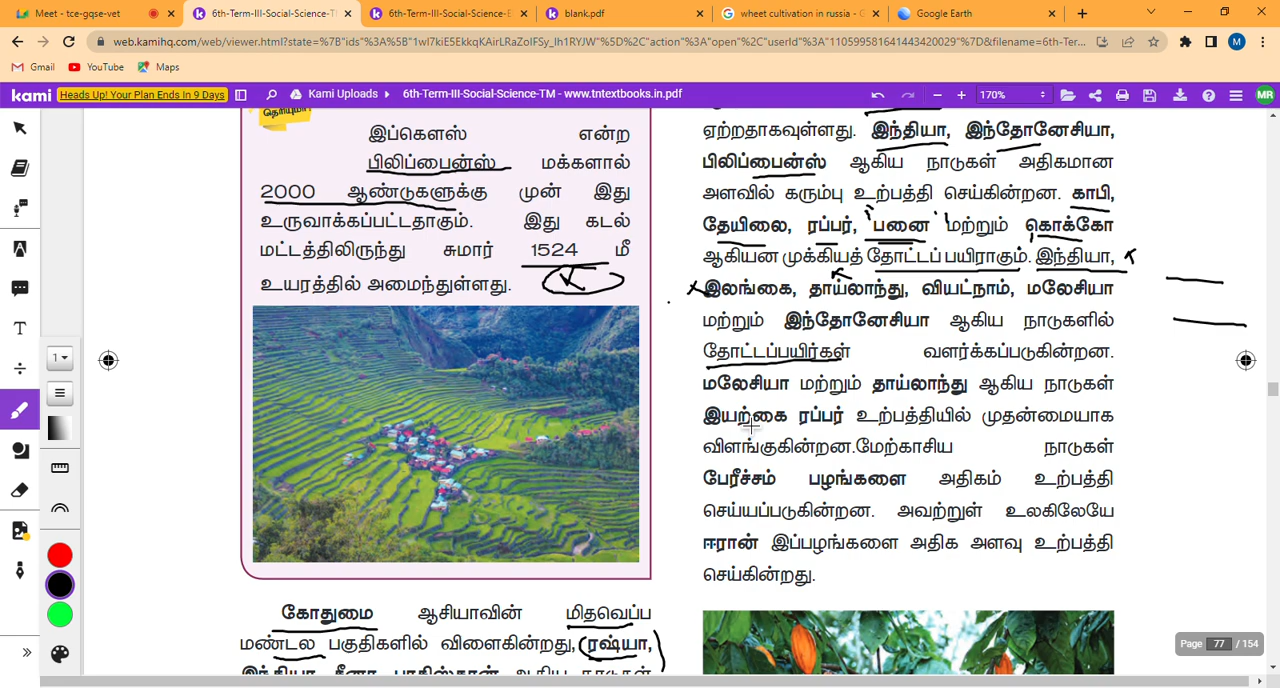 Meet - tce-gqse-vet
6th-Term-III-Social-Science-T
6th-Term-III-Social-Science-E
blank.pdf
wheet cultivation in russia - G
Google Earth
web.kamihq.com/web/viewer.html?state=%7B"ids"%3A%5B"1wI7kiE5EkkqKAirLRaZoIFSy_Ih1RYJW"%5D%2C"action"%3A"open"%2C"userId"%3A"110599581641443420029"%7D&filename=6th-Ter...
M
Gmail
YouTube
Maps
kami
Heads Up! Your Plan Ends In 9 Days
Kami Uploads
6th-Term-III-Social-Science-TM - www.tntextbooks.in.pdf
170%
MR
இப்கெளஸ் என்ற
பிலிப்பைன்ஸ் மக்களால்
2000 ஆண்டுகளுக்கு முன் இது
உருவாக்கப்பட்டதாகும். இது கடல்
மட்டத்திலிருந்து சுமார் 1524 மீ
உயரத்தில் அமைந்துள்ளது.
கோதுமை ஆசியாவின் மிதவெப்ப
மண்டல பகுதிகளில் விளைகின்றது, ரஷ்யா,
ஏற்றதாகவுள்ளது. இந்தியா, இந்தோனேசியா,
பிலிப்பைன்ஸ் ஆகிய நாடுகள் அதிகமான
அளவில் கரும்பு உற்பத்தி செய்கின்றன. காபி,
தேயிலை, ரப்பர், பனை மற்றும் கொக்கோ
ஆகியன முக்கியத் தோட்டப் பயிராகும். இந்தியா,
இலங்கை, தாய்லாந்து, வியட்நாம், மலேசியா
மற்றும் இந்தோனேசியா ஆகிய நாடுகளில்
தோட்டப்பயிர்கள் வளர்க்கப்படுகின்றன.
மலேசியா மற்றும் தாய்லாந்து ஆகிய நாடுகள்
இயற்கை ரப்பர் உற்பத்தியில் முதன்மையாக
விளங்குகின்றன.மேற்காசிய நாடுகள்
பேரீச்சம் பழங்களை அதிகம் உற்பத்தி
செய்யப்படுகின்றன. அவற்றுள் உலகிலேயே
ஈரான் இப்பழங்களை அதிக அளவு உற்பத்தி
செய்கின்றது.
1
Page 77 / 154